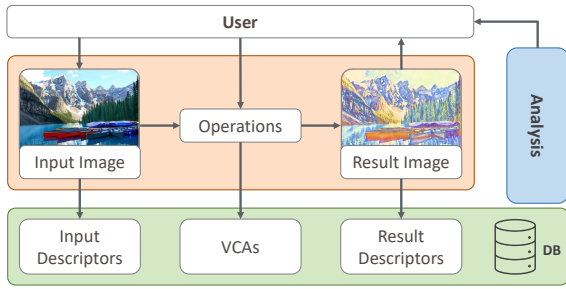 User
Input Image
Operations
Result Image
Analysis
Input
Descriptors
VCAs
Result
Descriptors
DB